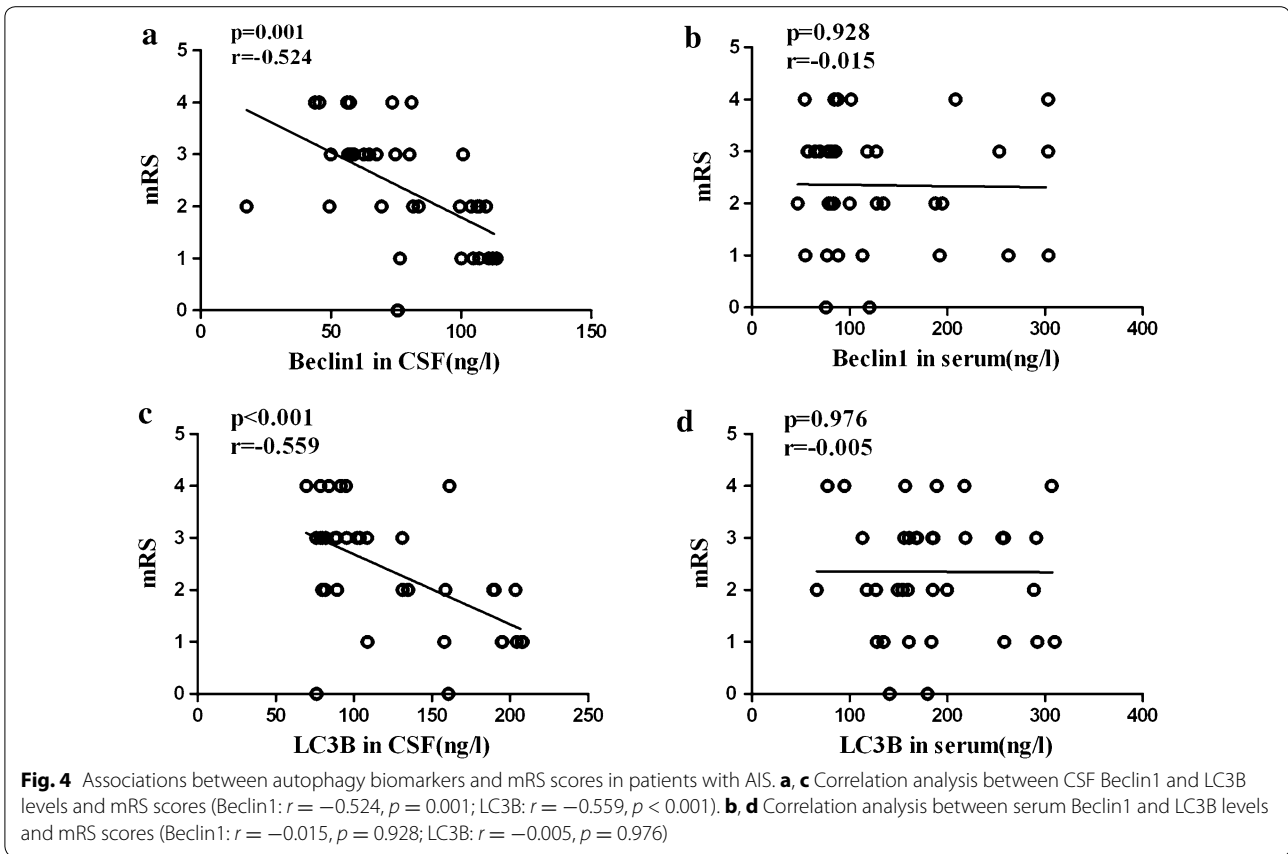 a
p=0.001
r=-0.524
5
4
3
2
1
0
mRS
0
50
100
150
Beclin1 in CSF(ng/l)
b
p=0.928
r=-0.015
5
4
3
2
1
0
mRS
0
100
200
300
400
Beclin1 in serum(ng/l)
c
p<0.001
r=-0.559
5
4
3
2
1
0
mRS
0
50
100
150
200
250
LC3B in CSF(ng/l)
d
p=0.976
r=-0.005
5
4
3
2
1
0
mRS
0
100
200
300
400
LC3B in serum(ng/l)
Fig. 4 Associations between autophagy biomarkers and mRS scores in patients with AIS. a, c Correlation analysis between CSF Beclin1 and LC3B
levels and mRS scores (Beclin1: r = −0.524, p = 0.001; LC3B: r = −0.559, p < 0.001). b, d Correlation analysis between serum Beclin1 and LC3B levels
and mRS scores (Beclin1: r = −0.015, p = 0.928; LC3B: r = −0.005, p = 0.976)